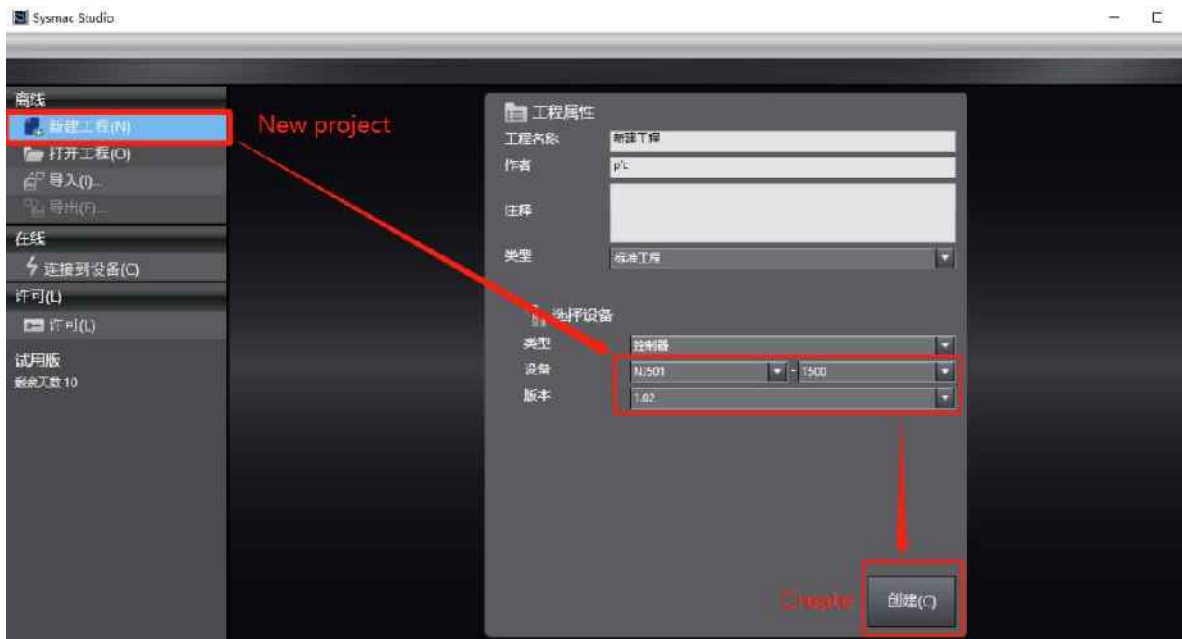 Sysmac Studio
离线
新建工程(N)
New project
打开工程(O)
导入(I)...
导出(E)...
在线
连接到设备(C)
许可(L)
许可(L)
试用版
剩余天数 10
工程属性
工程名称
新建工程
作者
注释
类型
标准工程
选择设备
类型
控制器
设备
NJ501
-
1500
版本
1.02
Create
创建(C)